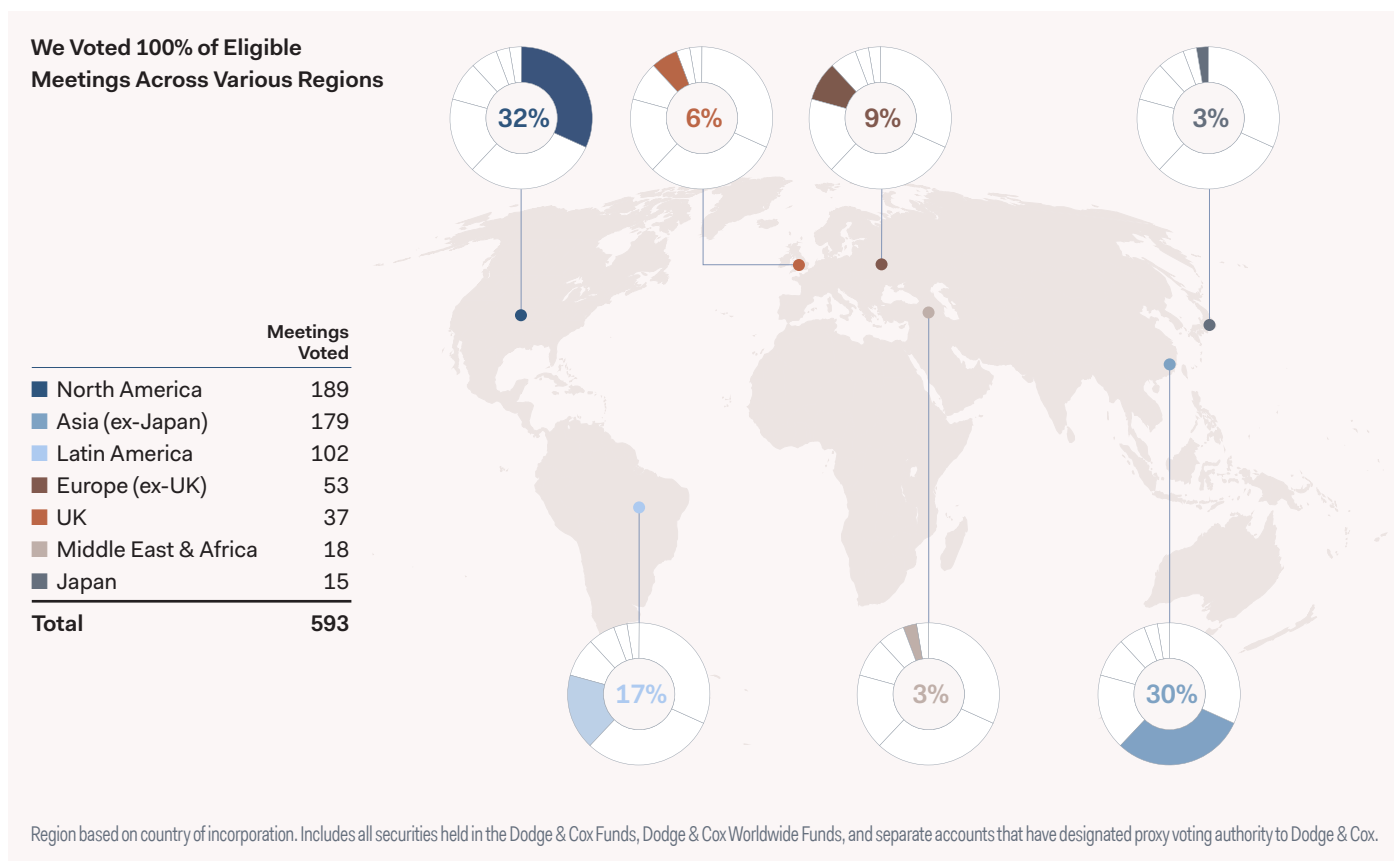 We Voted 100% of Eligible
Meetings Across Various Regions
32%
6%
9%
3%
Meetings
Voted
North America 189
Asia (ex-Japan) 179
Latin America 102
Europe (ex-UK) 53
UK 37
Middle East & Africa 18
Japan 15
Total 593
17%
3%
30%
Region based on country of incorporation. Includes all securities held in the Dodge & Cox Funds, Dodge & Cox Worldwide Funds, and separate accounts that have designated proxy voting authority to Dodge & Cox.